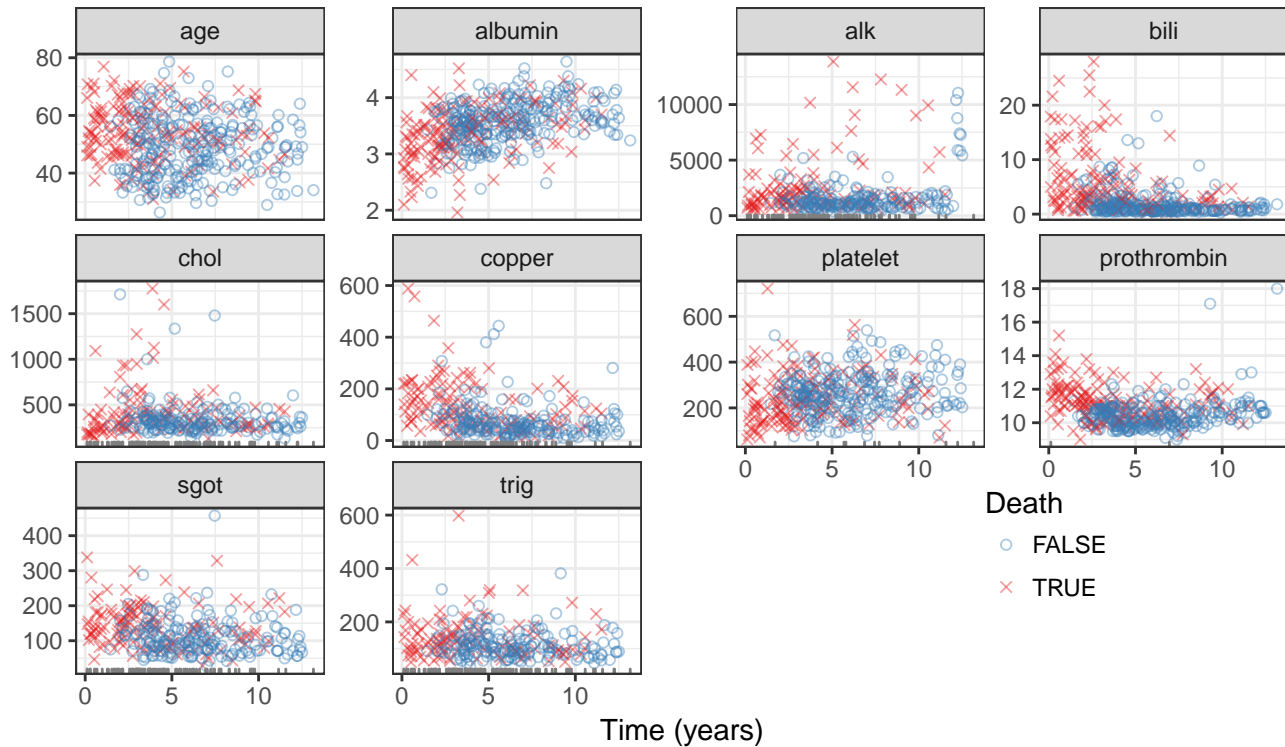 age
albumin
alk
bili
80
60
40
4
3
2
10000
5000
0
20
10
0
chol
copper
platelet
prothrombin
1500
1000
500
600
400
200
0
600
400
200
18
16
14
12
10
0 5 10
0 5 10
sgot
trig
400
300
200
100
600
400
200
0 5 10
0 5 10
Death
FALSE
TRUE
Time (years)